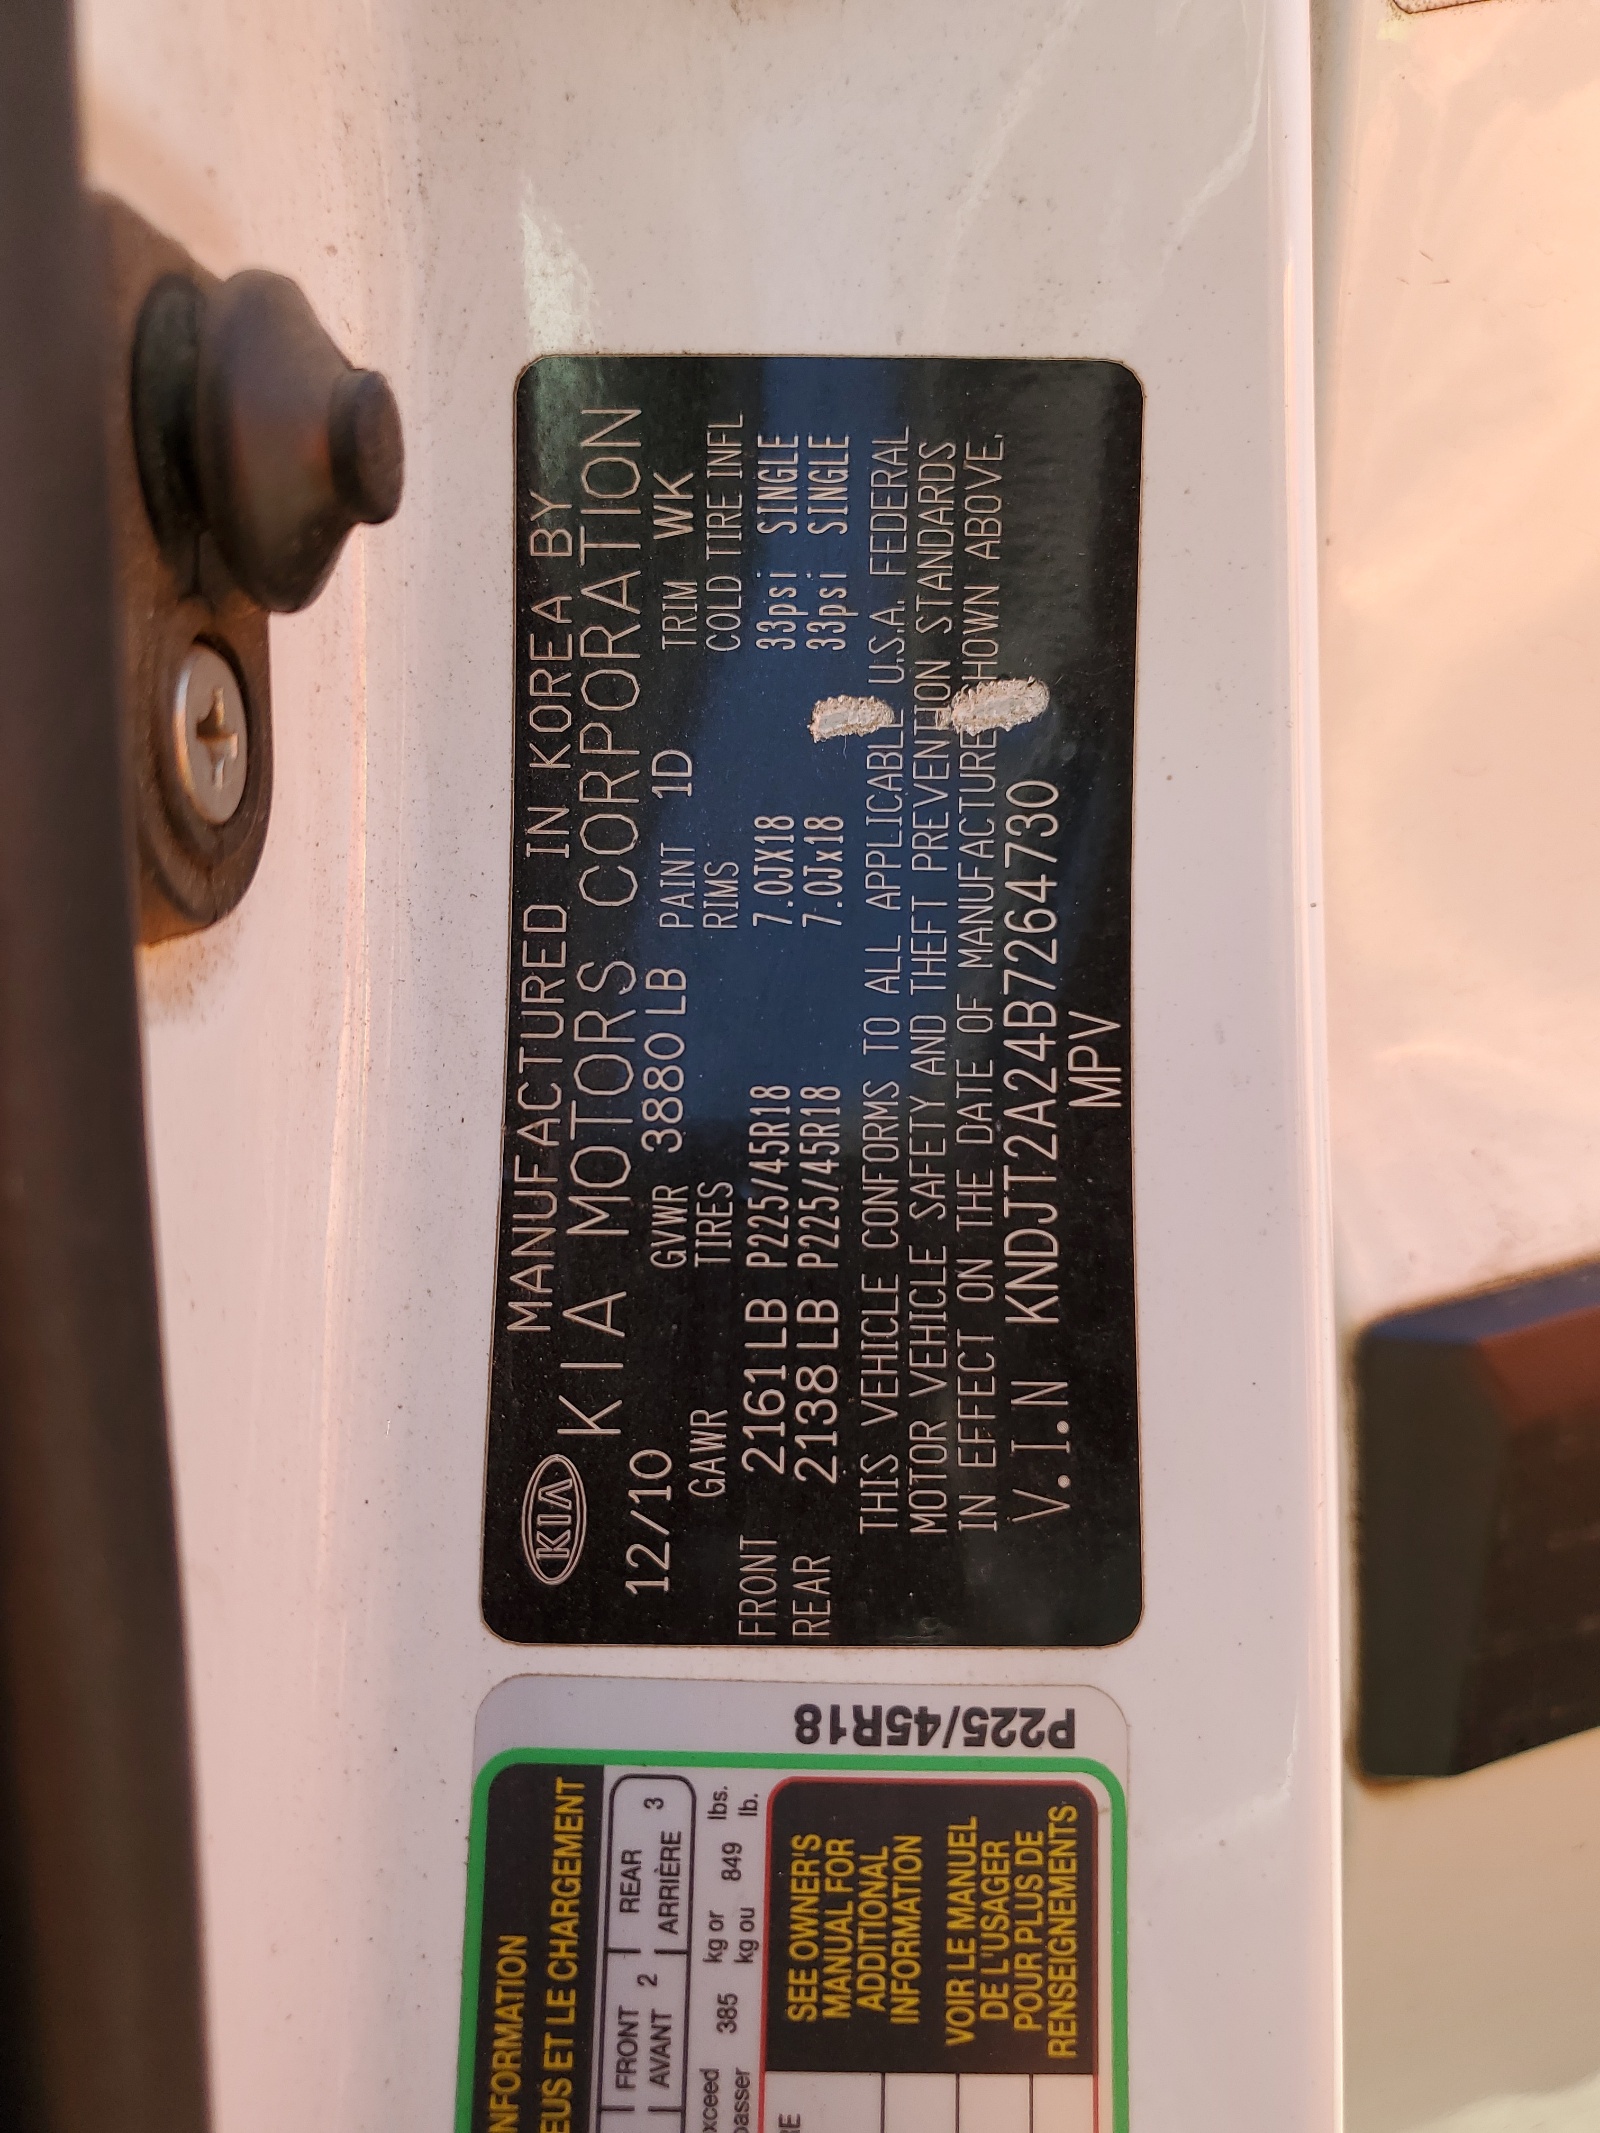 KIA
MANUFACTURED IN KOREA BY
KIA MOTORS CORPORATION
12/10 GVWR 3880 LB PAINT 1D TRIM WK
GAWR TIRES RIMS COLD TIRE INFL
FRONT 2161 LB P225/45R18 7.0JX18 33psi SINGLE
REAR 2138 LB P225/45R18 7.0Jx18 33psi SINGLE
THIS VEHICLE CONFORMS TO ALL APPLICABLE U.S.A. FEDERAL
MOTOR VEHICLE SAFETY AND THEFT PREVENTION STANDARDS
IN EFFECT ON THE DATE OF MANUFACTURE SHOWN ABOVE.
V.I.N KNDJT2A24B7264730
MPV
P225/45R18
NFORMATION
EUS ET LE CHARGEMENT
FRONT REAR
AVANT 2 ARRIÈRE 3
xceed 385 kg or 849 lbs.
passer kg ou lb.
RE
SEE OWNER'S
MANUAL FOR
ADDITIONAL
INFORMATION
VOIR LE MANUEL
DE L'USAGER
POUR PLUS DE
RENSEIGNEMENTS